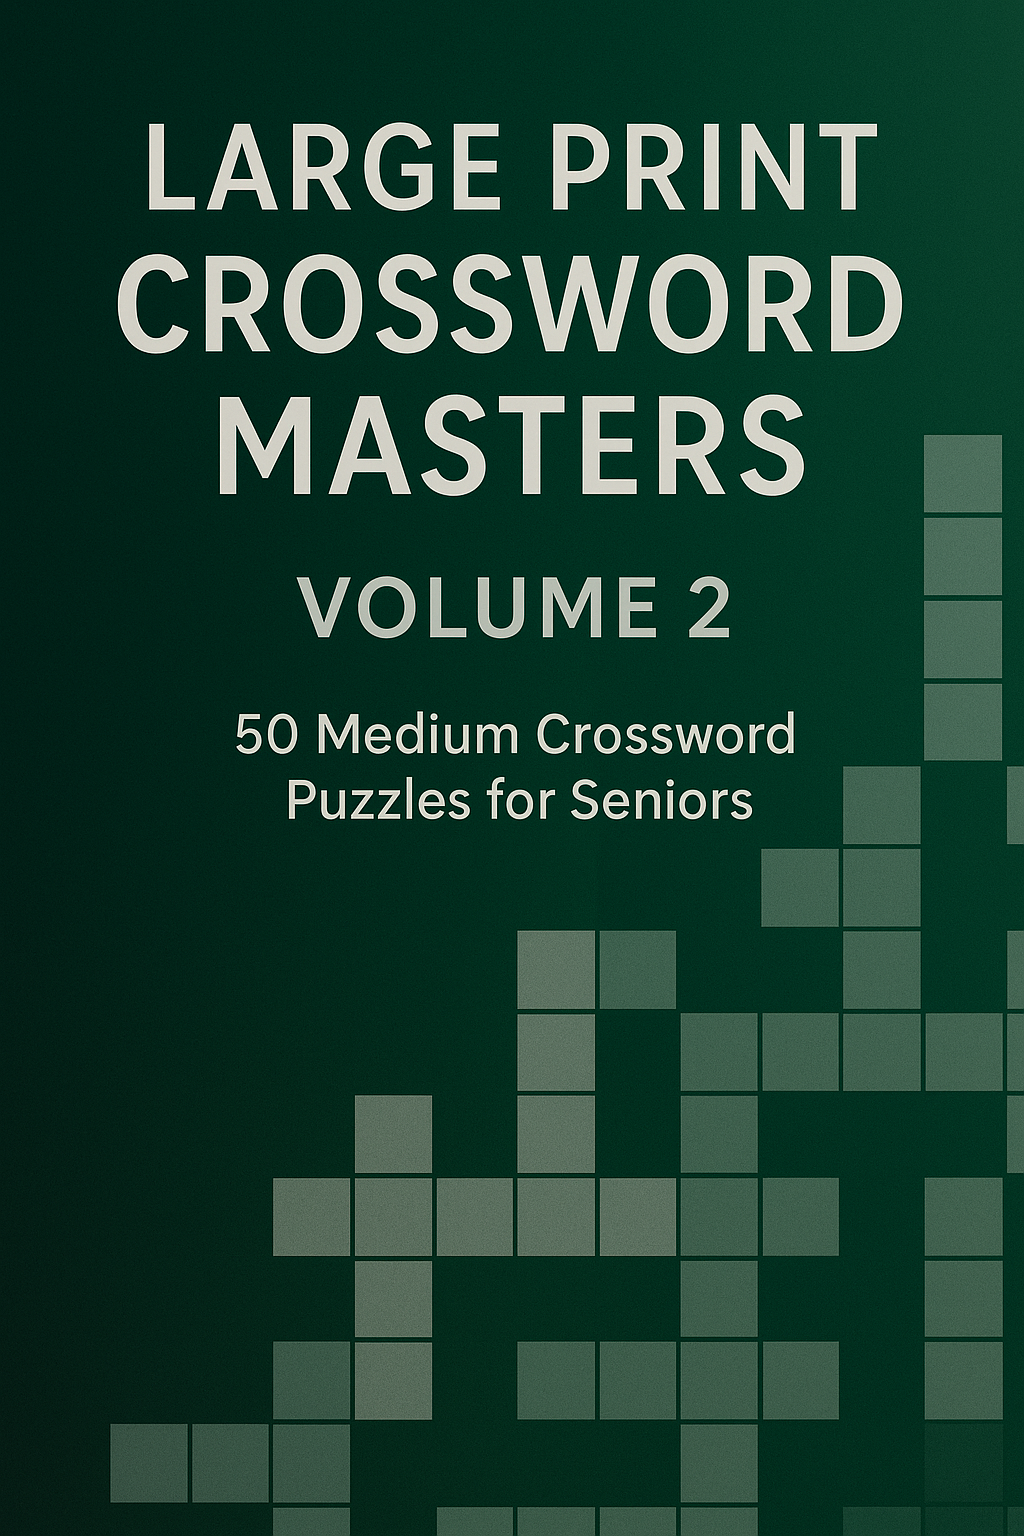 LARGE PRINT
CROSSWORD
MASTERS
VOLUME 2
50 Medium Crossword
Puzzles for Seniors